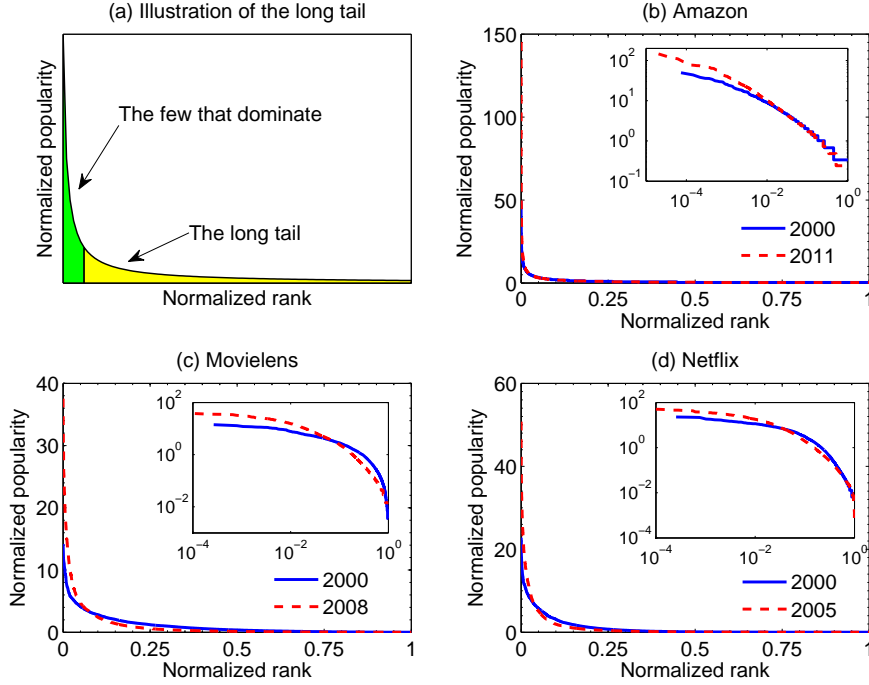 (a) Illustration of the long tail
Normalized popularity
The few that dominate
The long tail
Normalized rank
(b) Amazon
Normalized popularity
150
100
50
0
0 0.25 0.5 0.75 1
Normalized rank
10^2
10^1
10^0
10^−1
10^−4 10^−2 10^0
2000
2011
(c) Movielens
Normalized popularity
40
30
20
10
0
0 0.25 0.5 0.75 1
Normalized rank
10^2
10^0
10^−2
10^−4 10^−2 10^0
2000
2008
(d) Netflix
Normalized popularity
60
40
20
0
0 0.25 0.5 0.75 1
Normalized rank
10^2
10^0
10^−2
10^−4
10^−4 10^−2 10^0
2000
2005